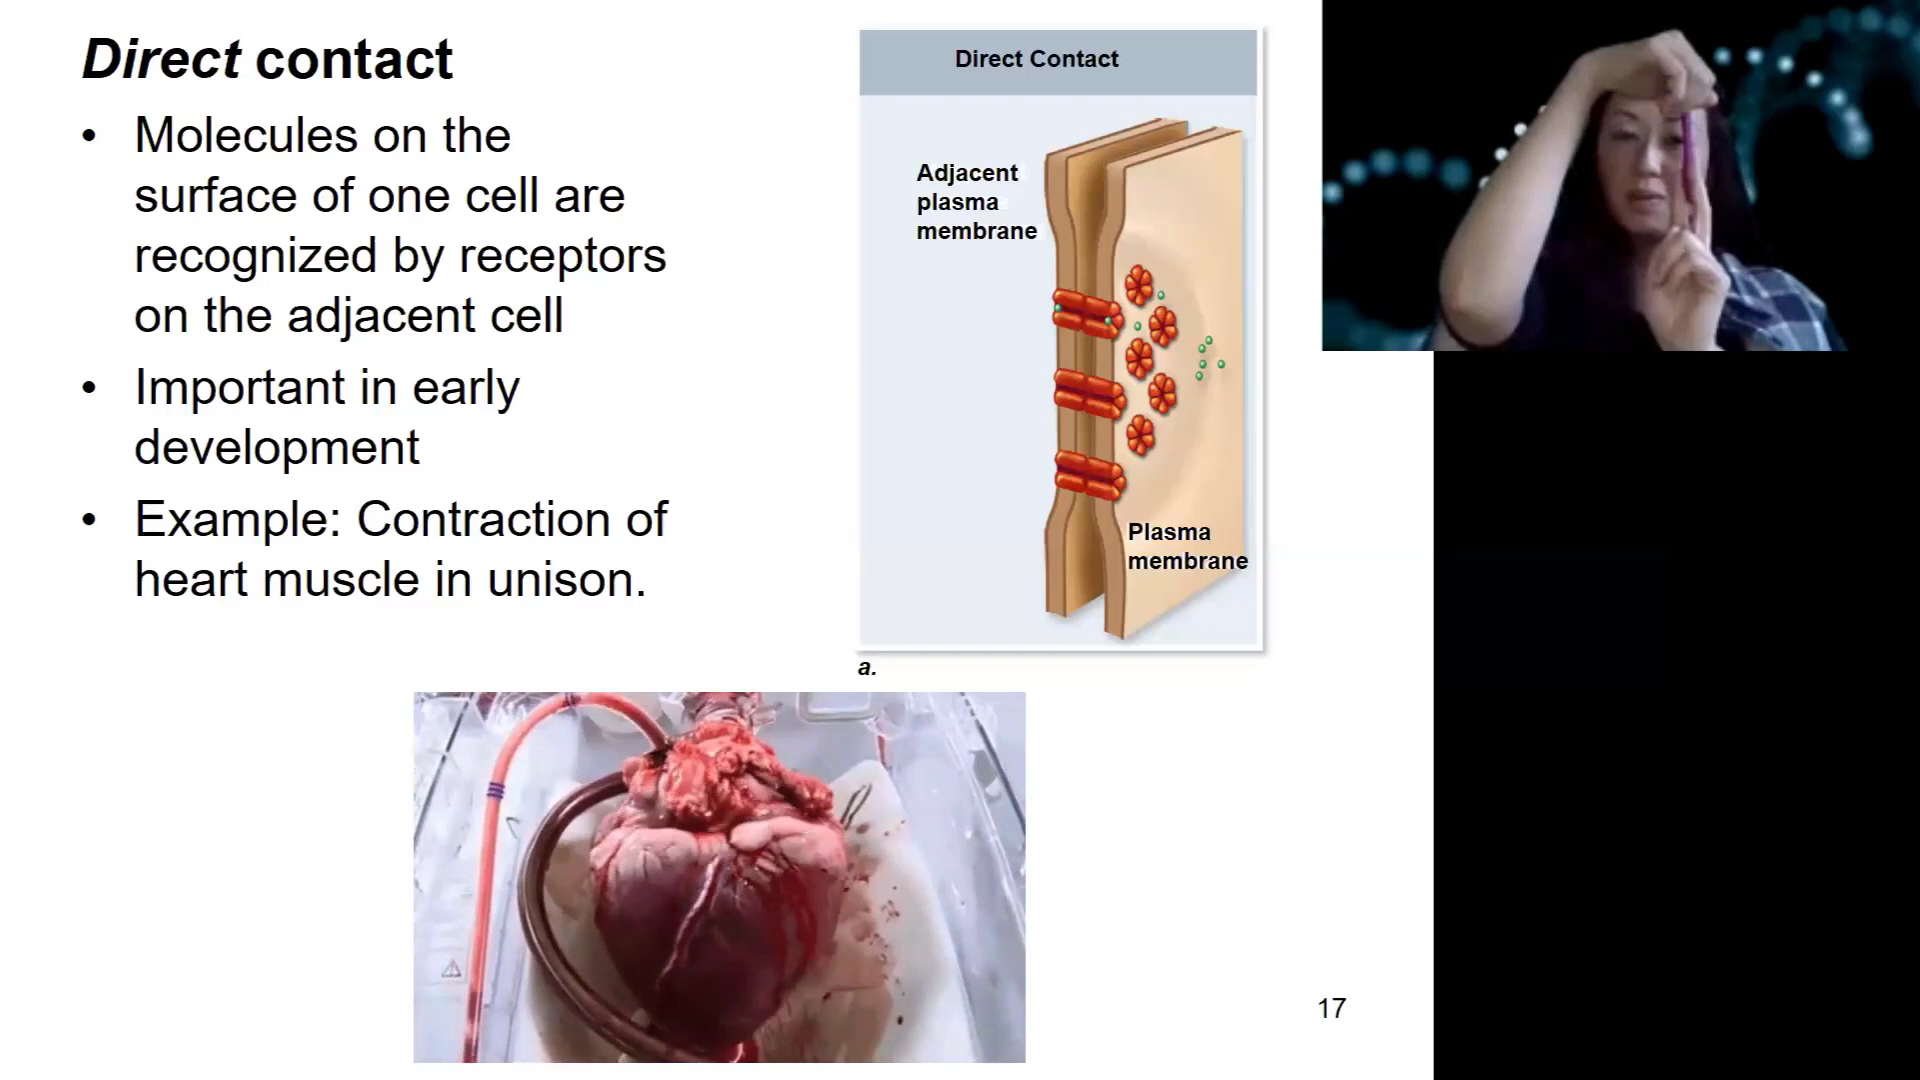 Direct contact
• Molecules on the
surface of one cell are
recognized by receptors
on the adjacent cell
• Important in early
development
• Example: Contraction of
heart muscle in unison.
Direct Contact
Adjacent
plasma
membrane
Plasma
membrane
a.
17